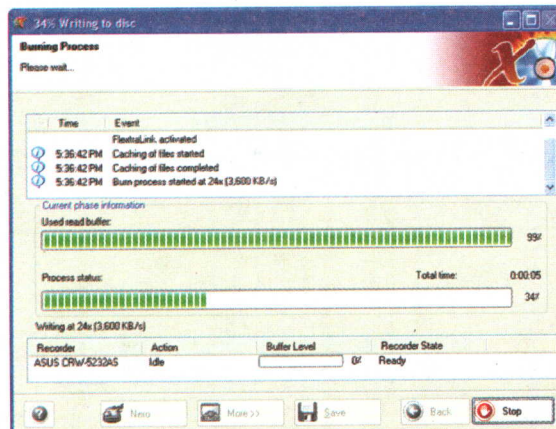 34% Writing to disc
Burning Process
Please wait...
Time Event
FlextraLink activated
5:36:42 PM Caching of files started
5:36:42 PM Caching of files completed
5:36:42 PM Burn process started at 24x (3,600 KB/s)
Current phase information
Used read buffer:
99%
Process status: Total time: 0:00:05
34%
Writing at 24x (3,600 KB/s)
Recorder Action Buffer Level Recorder State
ASUS CRW-5232AS Idle 0% Ready
Nero More >> Save Back Stop